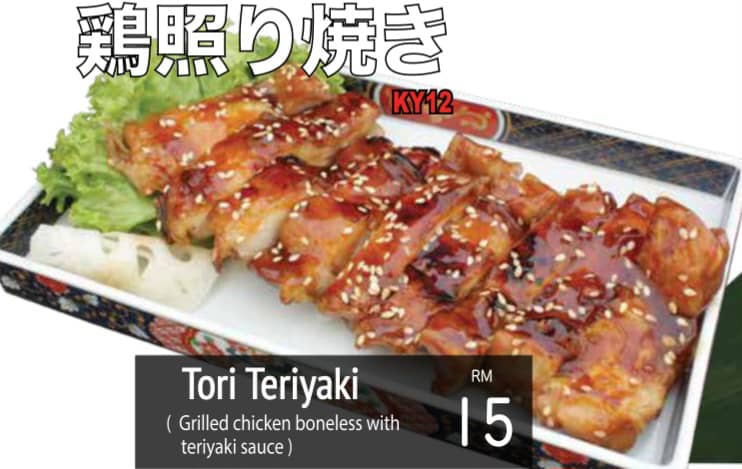 鶏照り焼き
KY12
Tori Teriyaki
( Grilled chicken boneless with
teriyaki sauce )
RM
15